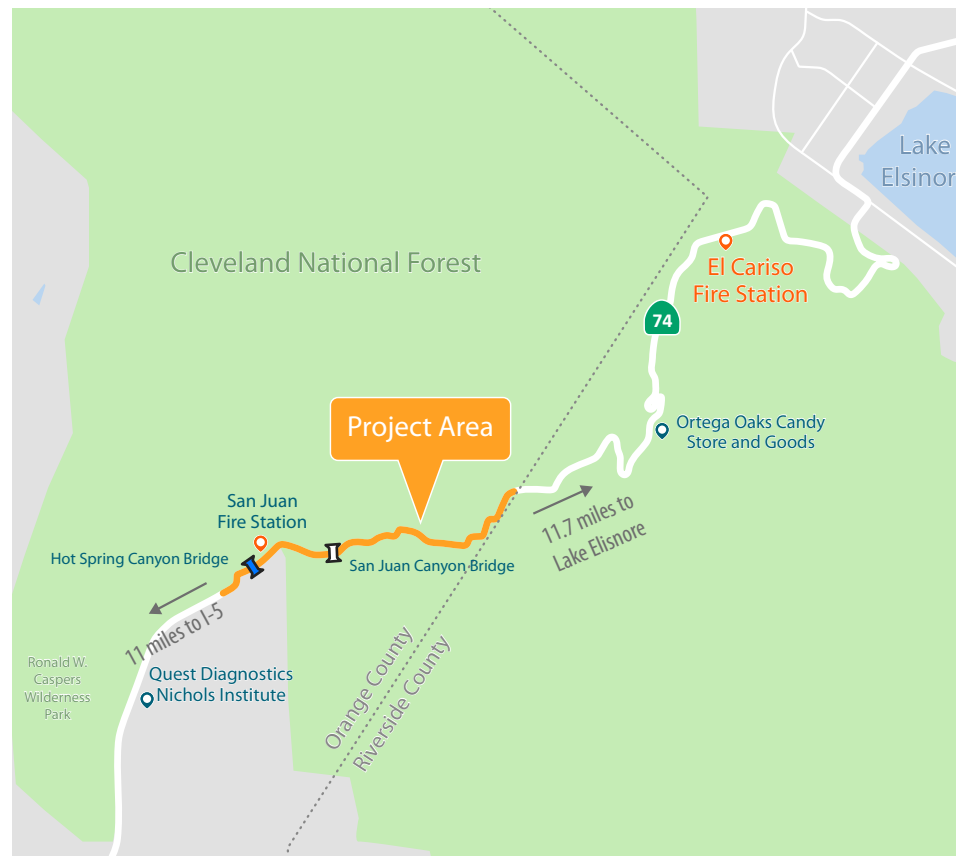 Lake
Elsinor
Cleveland National Forest
El Cariso
Fire Station
74
Project Area
Ortega Oaks Candy
Store and Goods
San Juan
Fire Station
11.7 miles to
Lake Elisnore
Hot Spring Canyon Bridge
San Juan Canyon Bridge
11 miles to I-5
Ronald W.
Caspers
Wilderness
Park
Quest Diagnostics
Nichols Institute
Orange County
Riverside County